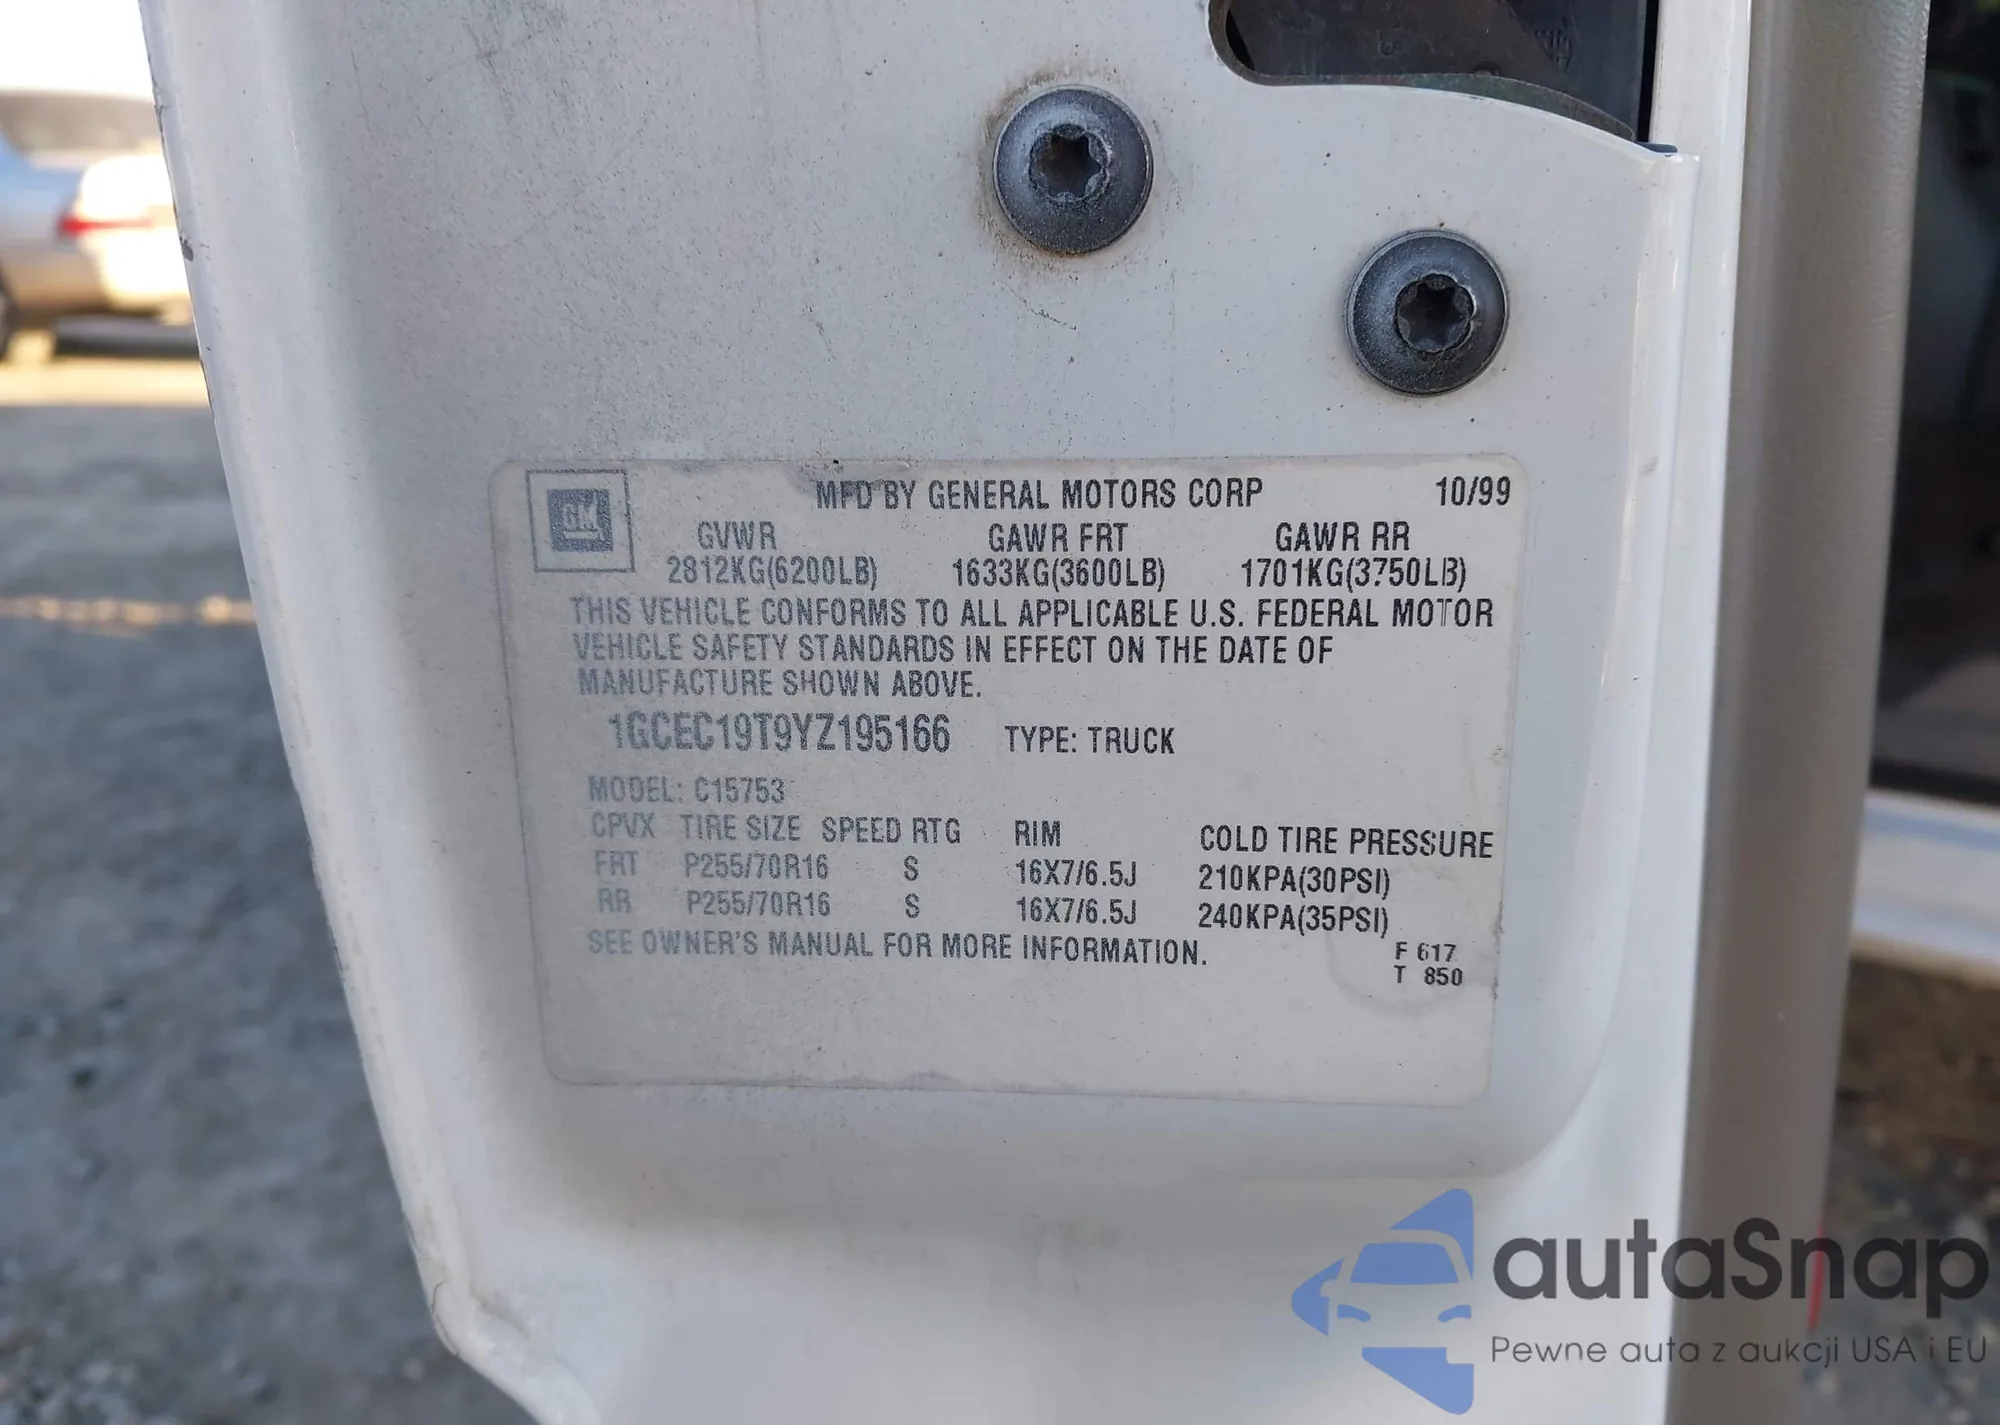 GM
MFD BY GENERAL MOTORS CORP 10/99
GVWR GAWR FRT GAWR RR
2812KG(6200LB) 1633KG(3600LB) 1701KG(3750LB)
THIS VEHICLE CONFORMS TO ALL APPLICABLE U.S. FEDERAL MOTOR
VEHICLE SAFETY STANDARDS IN EFFECT ON THE DATE OF
MANUFACTURE SHOWN ABOVE.
1GCEC19T9YZ195166 TYPE: TRUCK
MODEL: C15753
CPVX TIRE SIZE SPEED RTG RIM COLD TIRE PRESSURE
FRT P255/70R16 S 16X7/6.5J 210KPA(30PSI)
RR P255/70R16 S 16X7/6.5J 240KPA(35PSI)
SEE OWNER'S MANUAL FOR MORE INFORMATION.
F 617
T 850
autaSnap
Pewne auta z aukcji USA i EU